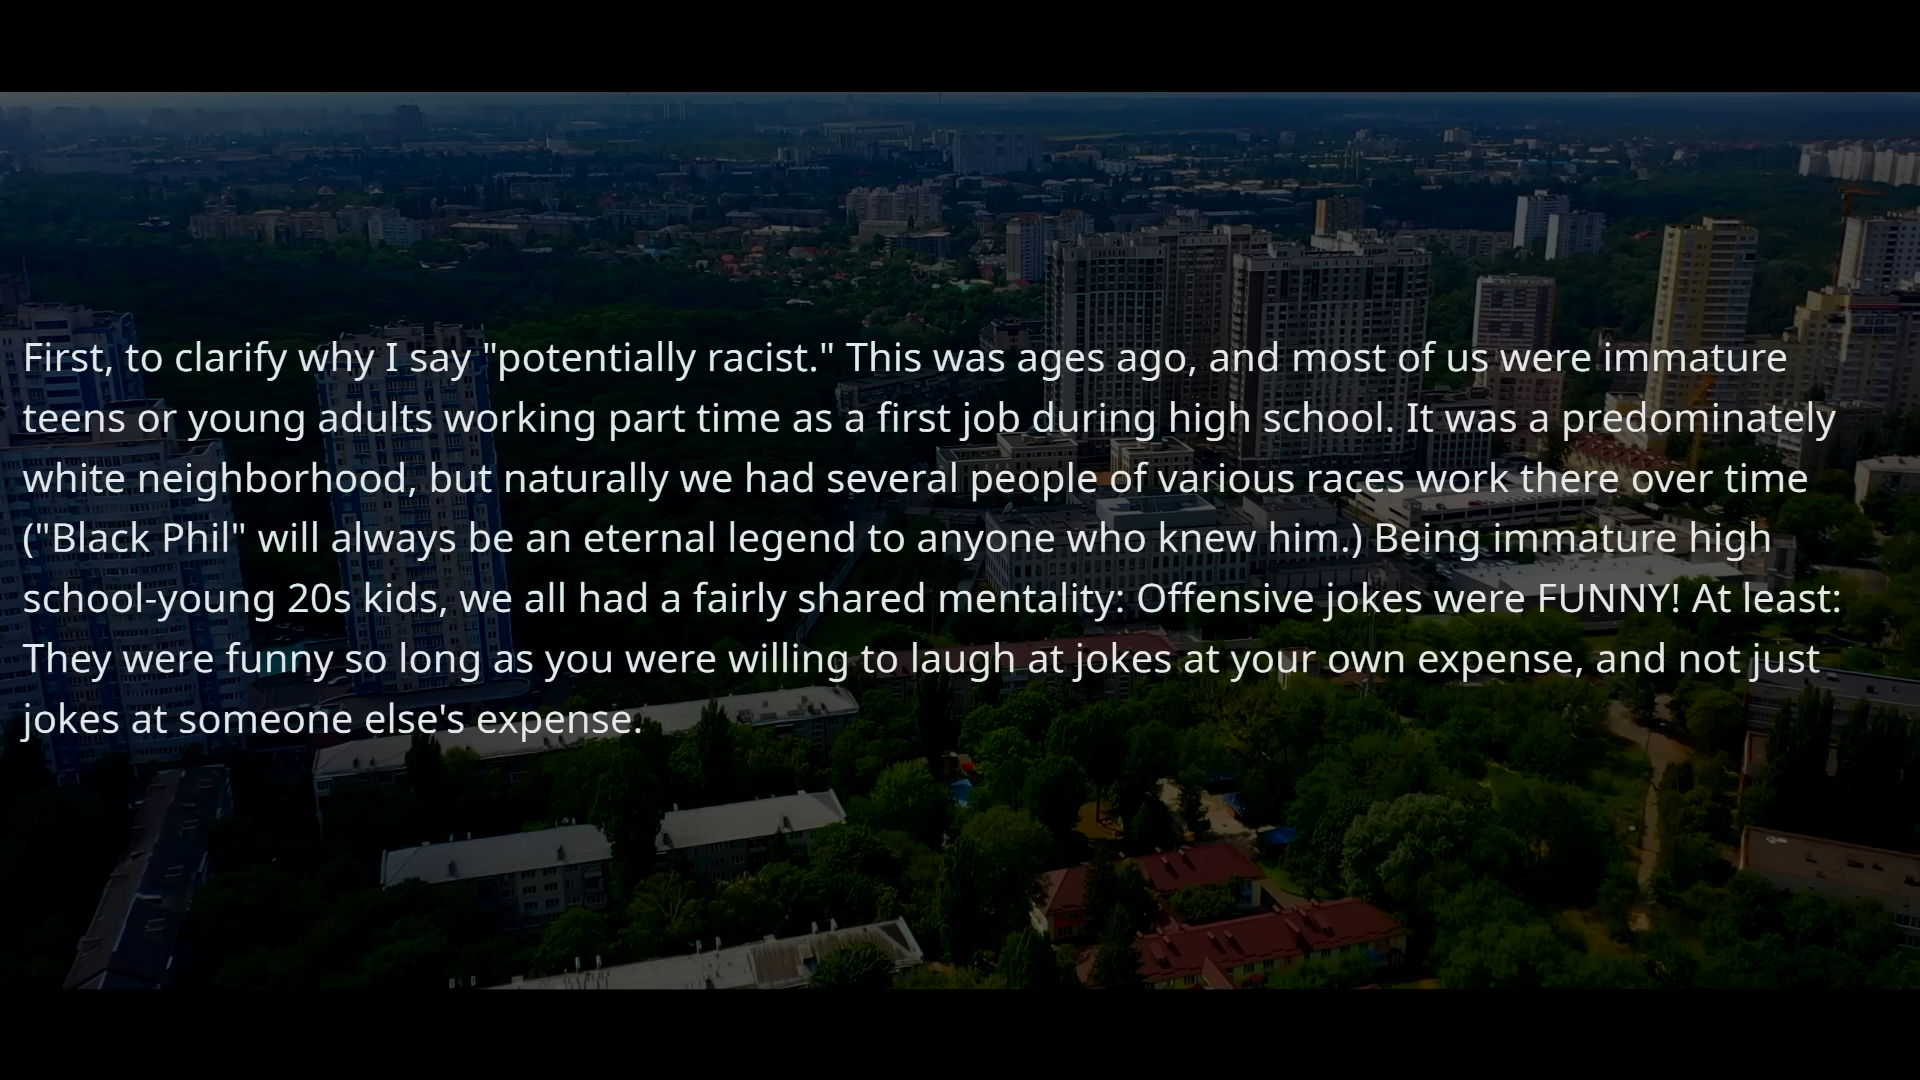 First, to clarify why I say "potentially racist." This was ages ago, and most of us were immature
teens or young adults working part time as a first job during high school. It was a predominately
white neighborhood, but naturally we had several people of various races work there over time
("Black Phil" will always be an eternal legend to anyone who knew him.) Being immature high
school-young 20s kids, we all had a fairly shared mentality: Offensive jokes were FUNNY! At least:
They were funny so long as you were willing to laugh at jokes at your own expense, and not just
jokes at someone else's expense.